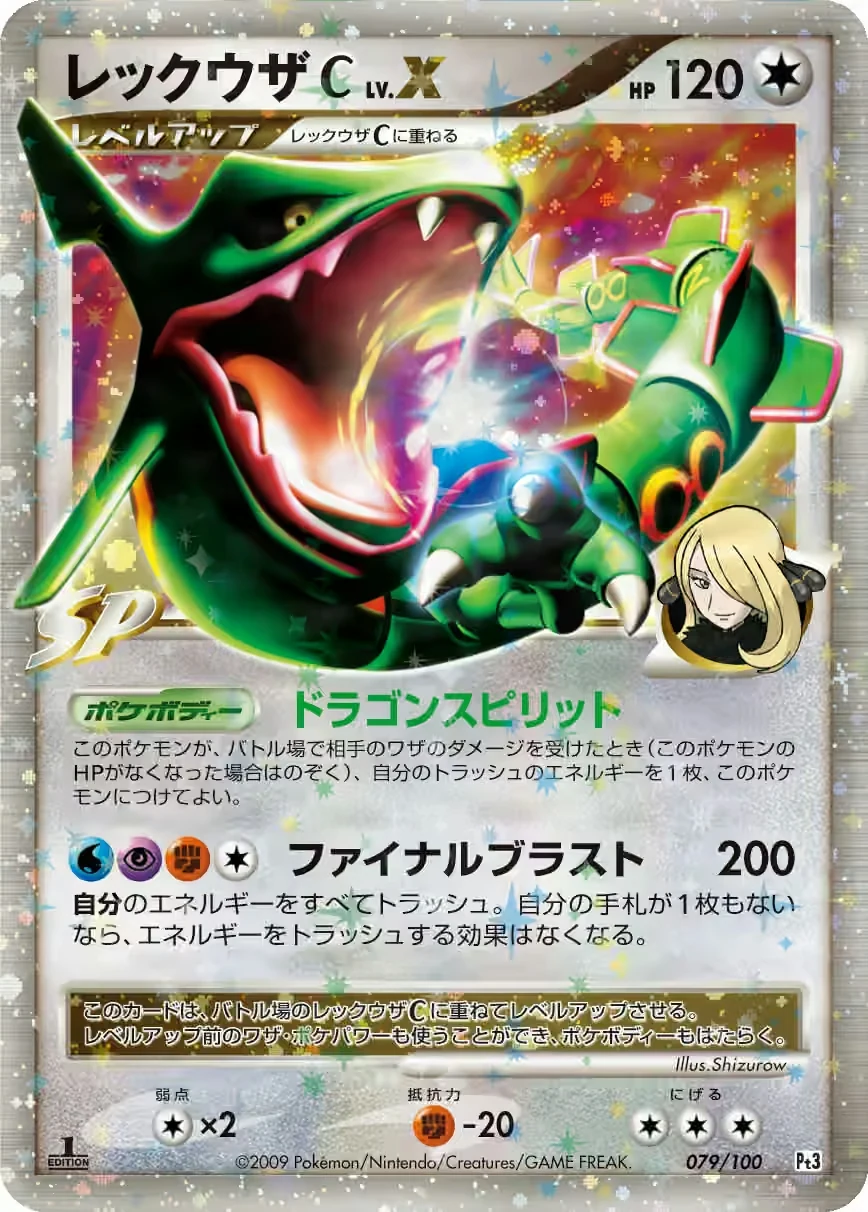 レックウザ C LV.X HP 120
レベルアップ レックウザCに重ねる
SP
ポケボディー ドラゴンスピリット
このポケモンが、バトル場で相手のワザのダメージを受けたとき(このポケモンの
HPがなくなった場合はのぞく)、自分のトラッシュのエネルギーを1枚、このポケ
モンにつけてよい。
ファイナルブラスト 200
自分のエネルギーをすべてトラッシュ。自分の手札が1枚もない
なら、エネルギーをトラッシュする効果はなくなる。
このカードは、バトル場のレックウザCに重ねてレベルアップさせる。
レベルアップ前のワザ・ポケパワーも使うことができ、ポケボディーもはたらく。
Illus.Shizurow
弱点 抵抗力 にげる
×2 -20
1 EDITION ©2009 Pokémon/Nintendo/Creatures/GAME FREAK. 079/100 Pt3